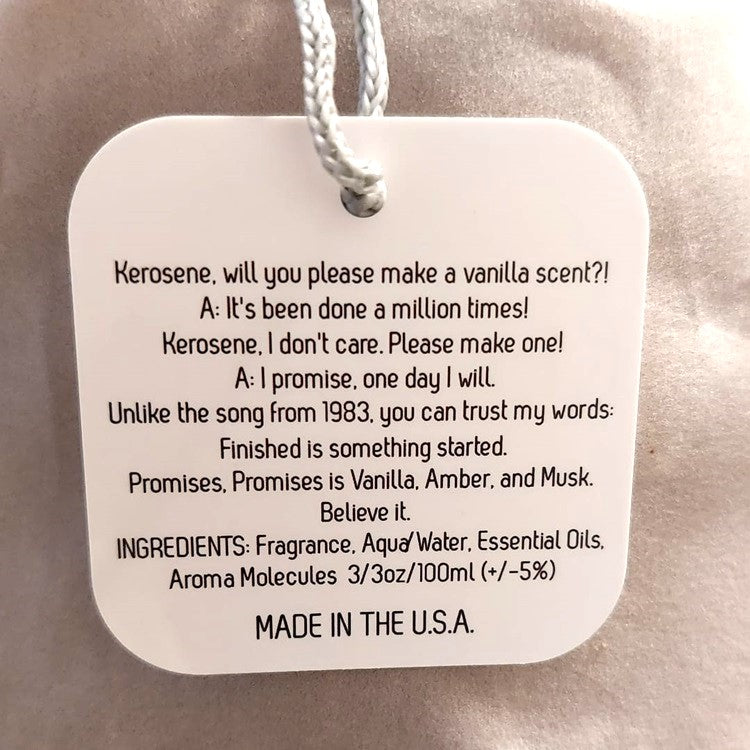 Kerosene, will you please make a vanilla scent?!
A: It's been done a million times!
Kerosene, I don't care. Please make one!
A: I promise, one day I will.
Unlike the song from 1983, you can trust my words:
Finished is something started.
Promises, Promises is Vanilla, Amber, and Musk.
Believe it.
INGREDIENTS: Fragrance, Aqua/Water, Essential Oils,
Aroma Molecules 3/3oz/100ml (+/-5%)
MADE IN THE U.S.A.